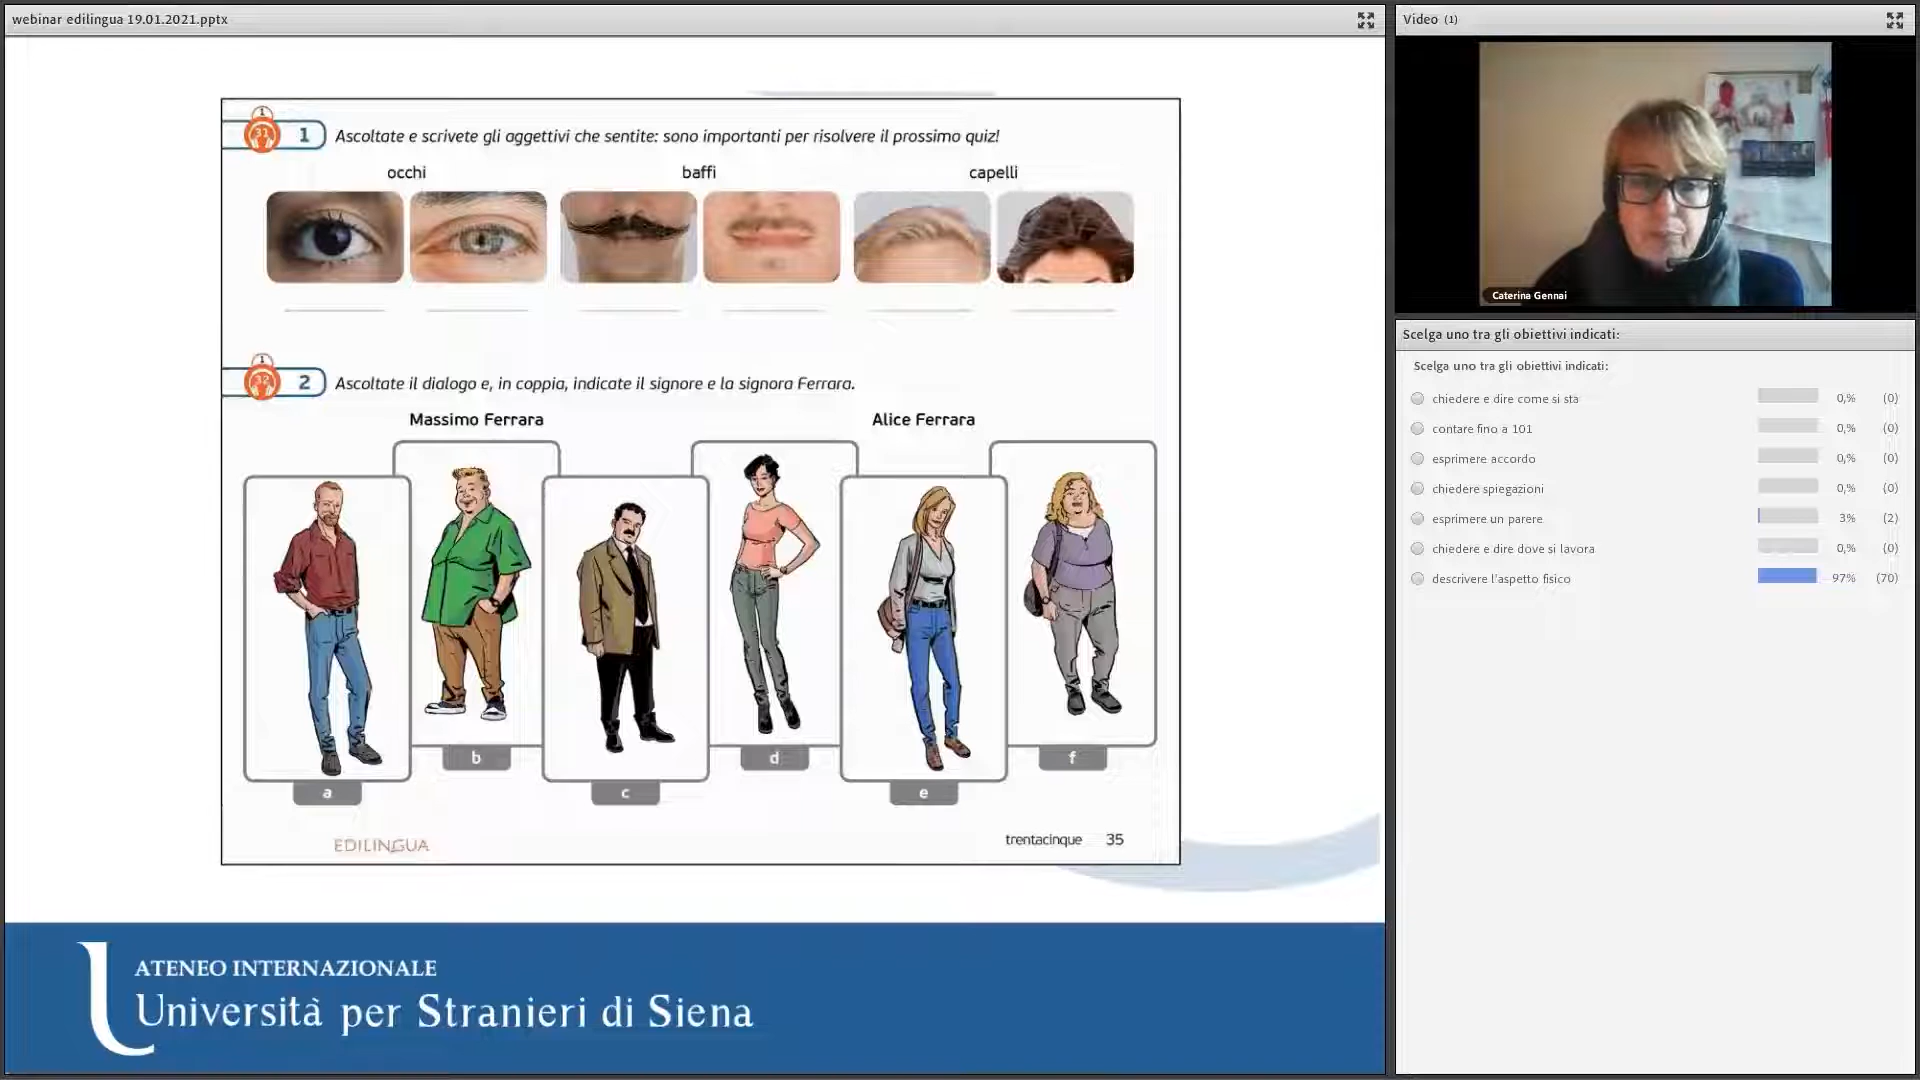 webinar edilingua 19.01.2021.pptx
1
31
1 Ascoltate e scrivete gli aggettivi che sentite: sono importanti per risolvere il prossimo quiz!
occhi baffi capelli
1
32
2 Ascoltate il dialogo e, in coppia, indicate il signore e la signora Ferrara.
Massimo Ferrara Alice Ferrara
b d f
a c e
EDILINGUA
trentacinque 35
ATENEO INTERNAZIONALE
Università per Stranieri di Siena
Video (1)
Caterina Gennai
Scelga uno tra gli obiettivi indicati:
Scelga uno tra gli obiettivi indicati:
chiedere e dire come si sta 0,% (0)
contare fino a 101 0,% (0)
esprimere accordo 0,% (0)
chiedere spiegazioni 0,% (0)
esprimere un parere 3% (2)
chiedere e dire dove si lavora 0,% (0)
descrivere l'aspetto fisico 97% (70)